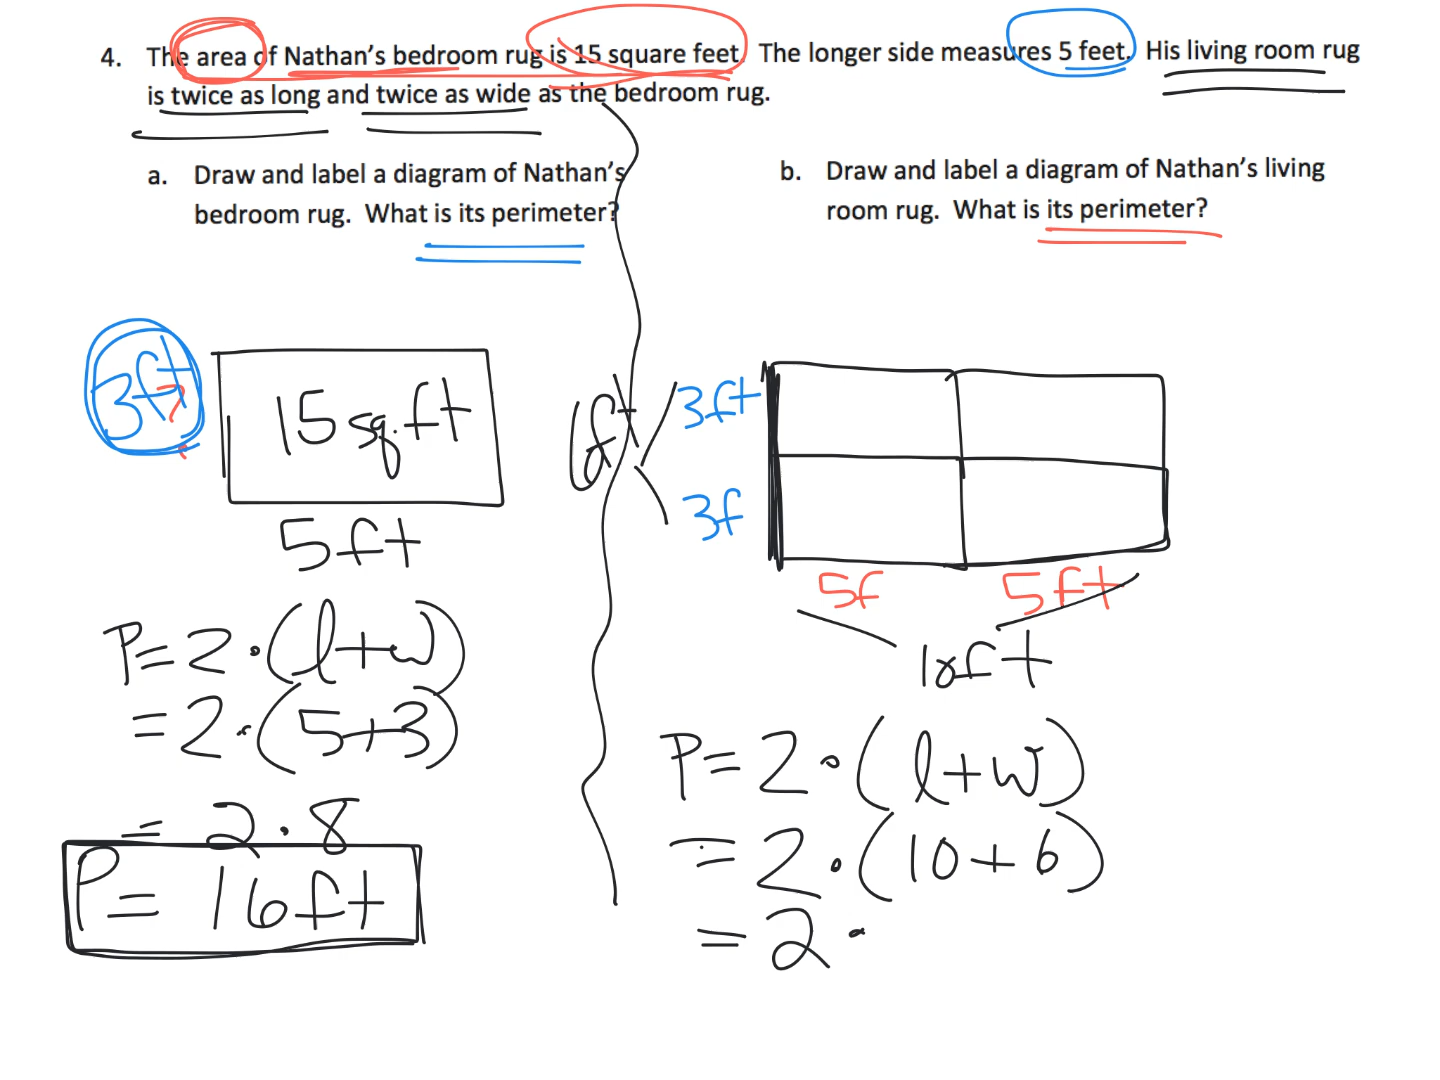 4. The area of Nathan's bedroom rug is 15 square feet. The longer side measures 5 feet. His living room rug
is twice as long and twice as wide as the bedroom rug.
a. Draw and label a diagram of Nathan's
bedroom rug. What is its perimeter?
b. Draw and label a diagram of Nathan's living
room rug. What is its perimeter?
3ft
?
15 sq. ft
5ft
P=2·(l+w)
=2·(5+3)
=2·8
P=16ft
6ft
3ft
3f
5f
5ft
10ft
P=2·(l+w)
=2·(10+6)
=2·